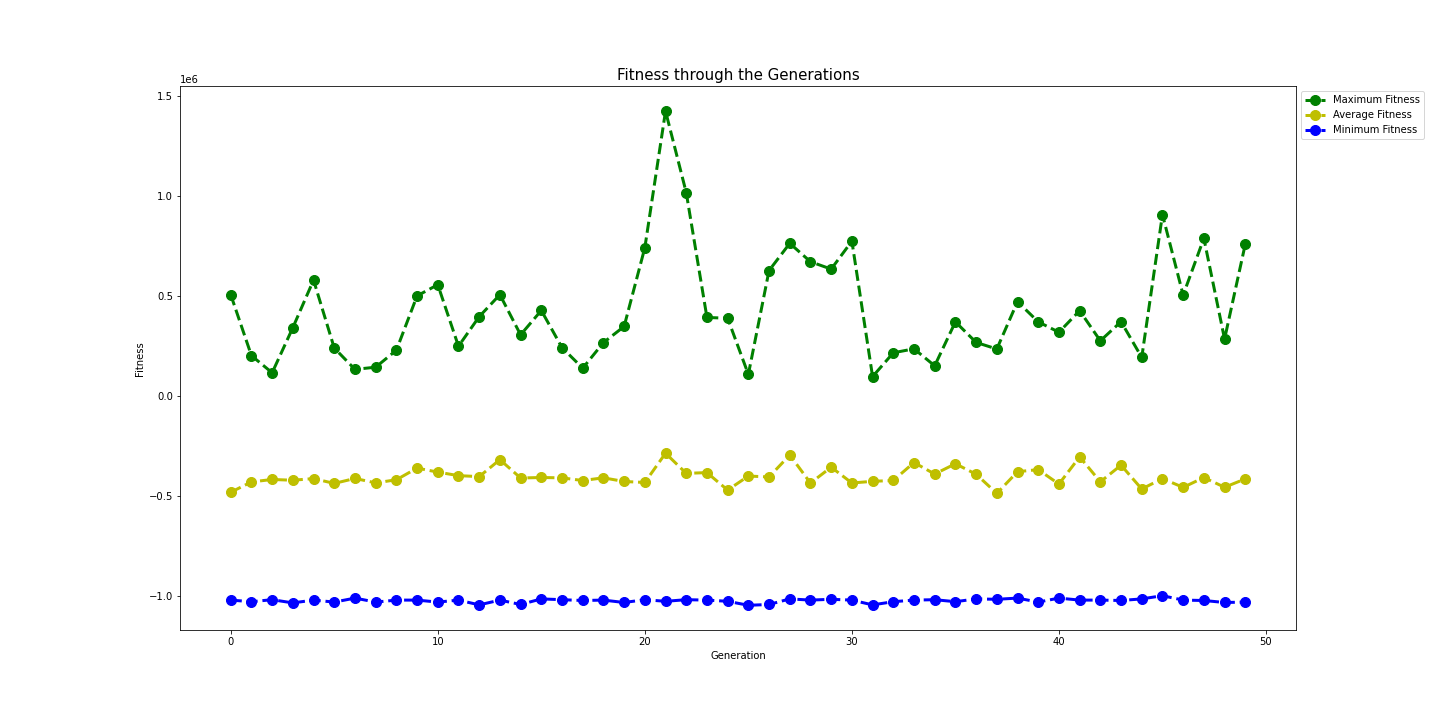 Fitness through the Generations
1e6
1.5
1.0
0.5
0.0
−0.5
−1.0
Fitness
0 10 20 30 40 50
Generation
Maximum Fitness
Average Fitness
Minimum Fitness